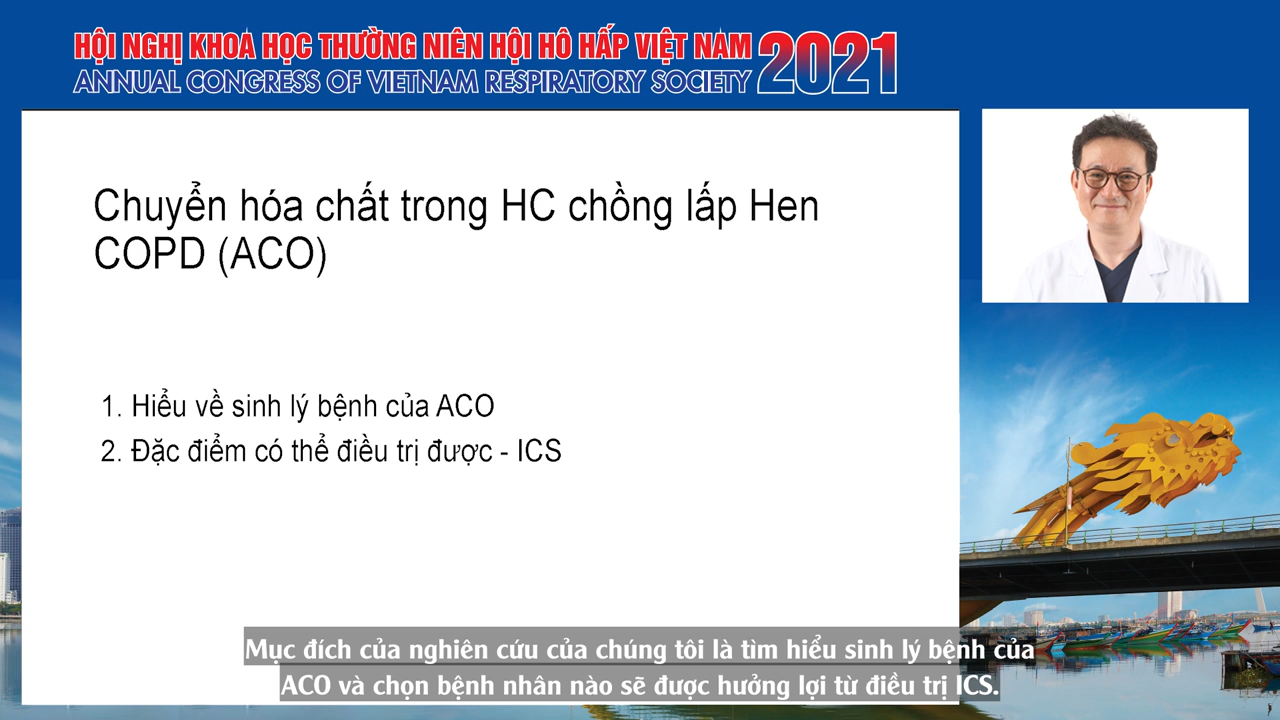 HỘI NGHỊ KHOA HỌC THƯỜNG NIÊN HỘI HÔ HẤP VIỆT NAM 2021
ANNUAL CONGRESS OF VIETNAM RESPIRATORY SOCIETY
Chuyển hóa chất trong HC chồng lấp Hen
COPD (ACO)
1. Hiểu về sinh lý bệnh của ACO
2. Đặc điểm có thể điều trị được - ICS
Mục đích của nghiên cứu của chúng tôi là tìm hiểu sinh lý bệnh của
ACO và chọn bệnh nhân nào sẽ được hưởng lợi từ điều trị ICS.